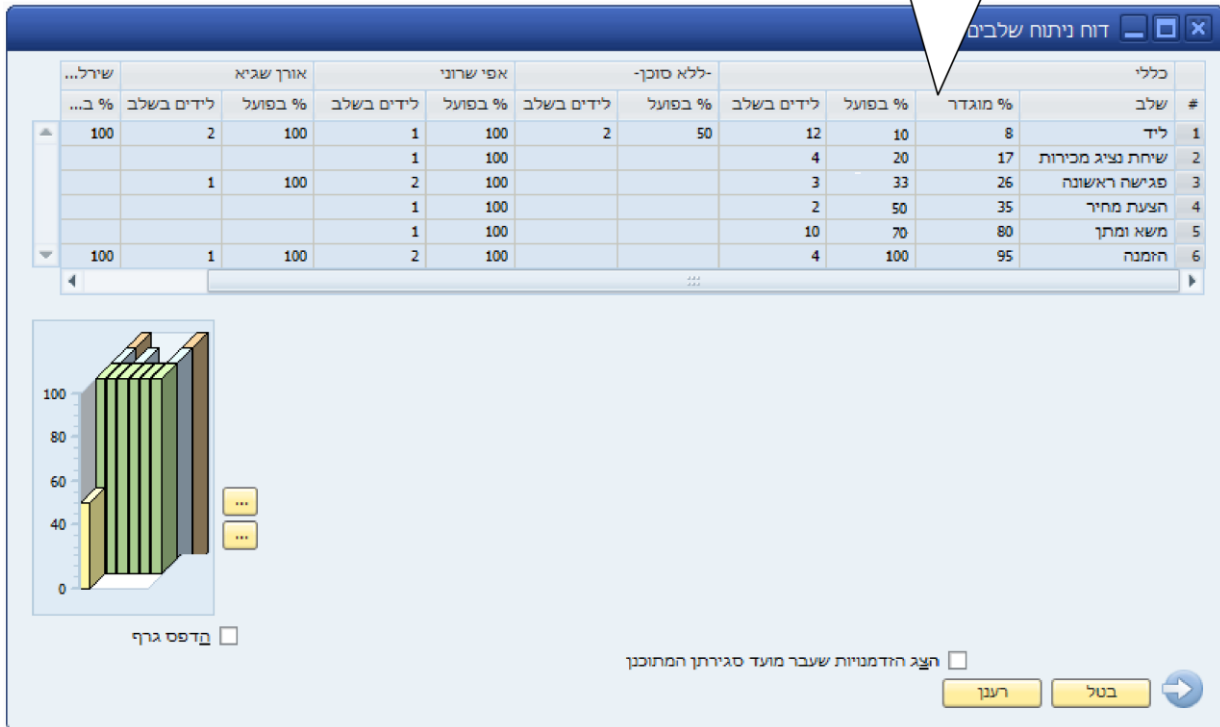 דוח ניתוח שלבים
כללי -ללא סוכן- אפי שרוני אורן שגיא שירל...
# שלב % מוגדר % בפועל לידים בשלב % בפועל לידים בשלב % בפועל לידים בשלב % בפועל לידים בשלב % ב...
1 ליד 8 10 12 50 2 100 1 100 2 100
2 שיחת נציג מכירות 17 20 4 100 1
3 פגישה ראשונה 26 33 3 100 2 100 1
4 הצעת מחיר 35 50 2 100 1
5 משא ומתן 80 70 10 100 1
6 הזמנה 95 100 4 100 2 100 1 100
100
80
60
40
0
...
...
הדפס גרף
הצג הזדמנויות שעבר מועד סגירתן המתוכנן
בטל רענן